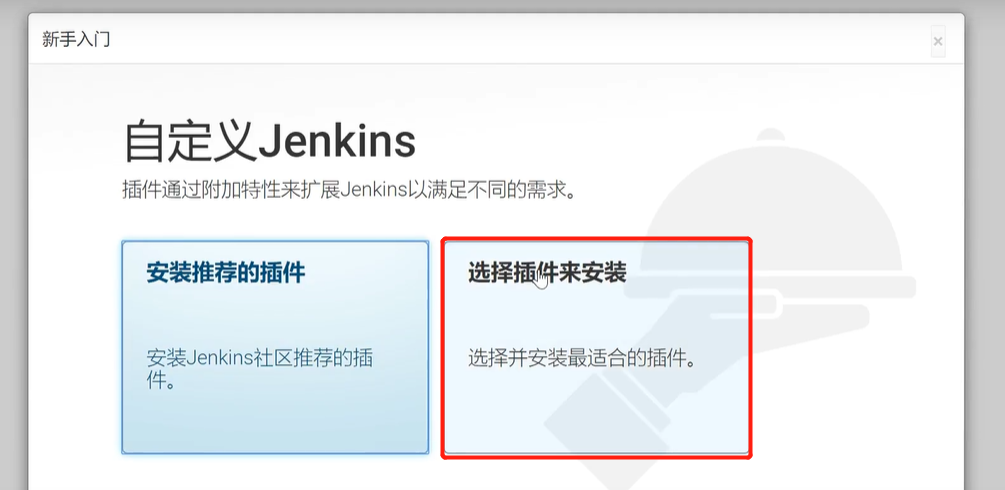 新手入门
×
自定义Jenkins
插件通过附加特性来扩展Jenkins以满足不同的需求。
安装推荐的插件
安装Jenkins社区推荐的插
件。
选择插件来安装
选择并安装最适合的插件。